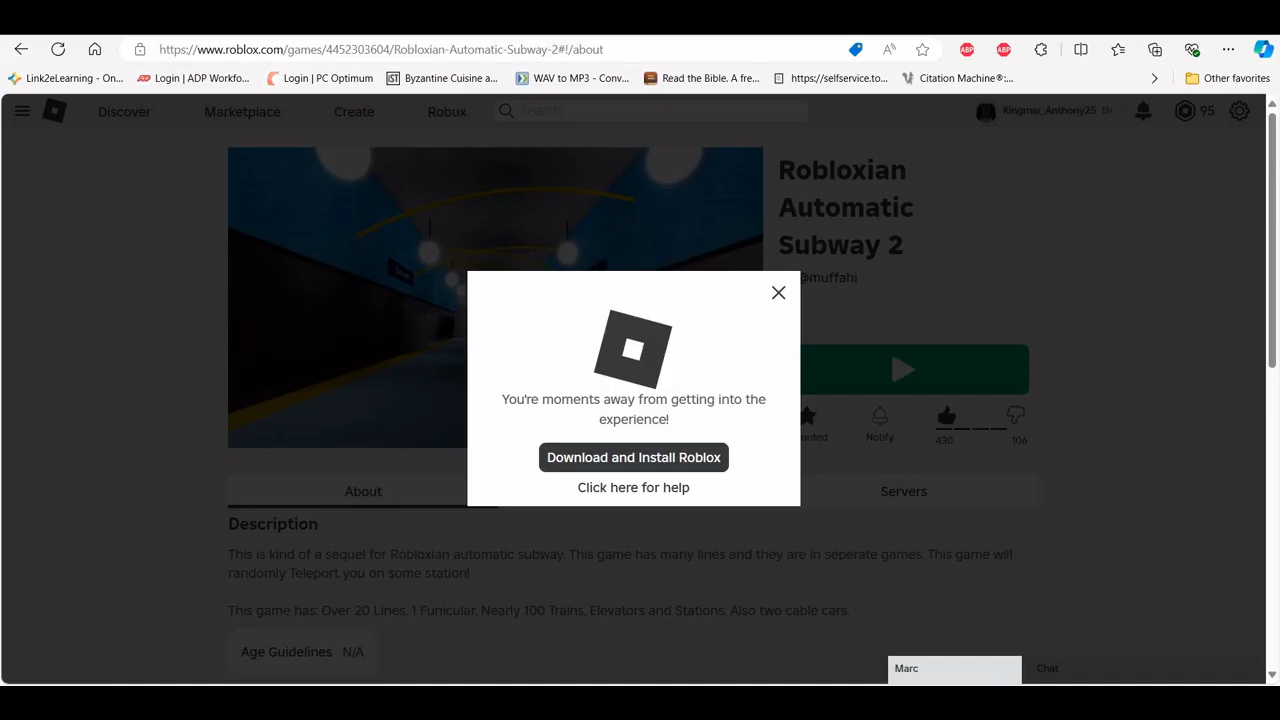 https://www.roblox.com/games/4452303604/Robloxian-Automatic-Subway-2#!/about
Link2eLearning - On... Login | ADP Workfo... Login | PC Optimum Byzantine Cuisine a... WAV to MP3 - Conv... Read the Bible. A fre... https://selfservice.to... Citation Machine®:... Other favorites
Discover Marketplace Create Robux Search Kingmar_Anthony25 13+ 95
Robloxian
Automatic
Subway 2
@muffahi
You're moments away from getting into the
experience!
Download and Install Roblox
Click here for help
Notify 430 106
About Servers
Description
This is kind of a sequel for Robloxian automatic subway. This game has many lines and they are in seperate games. This game will
randomly Teleport you on some station!
This game has: Over 20 Lines, 1 Funicular, Nearly 100 Trains, Elevators and Stations. Also two cable cars.
Age Guidelines N/A
Marc Chat